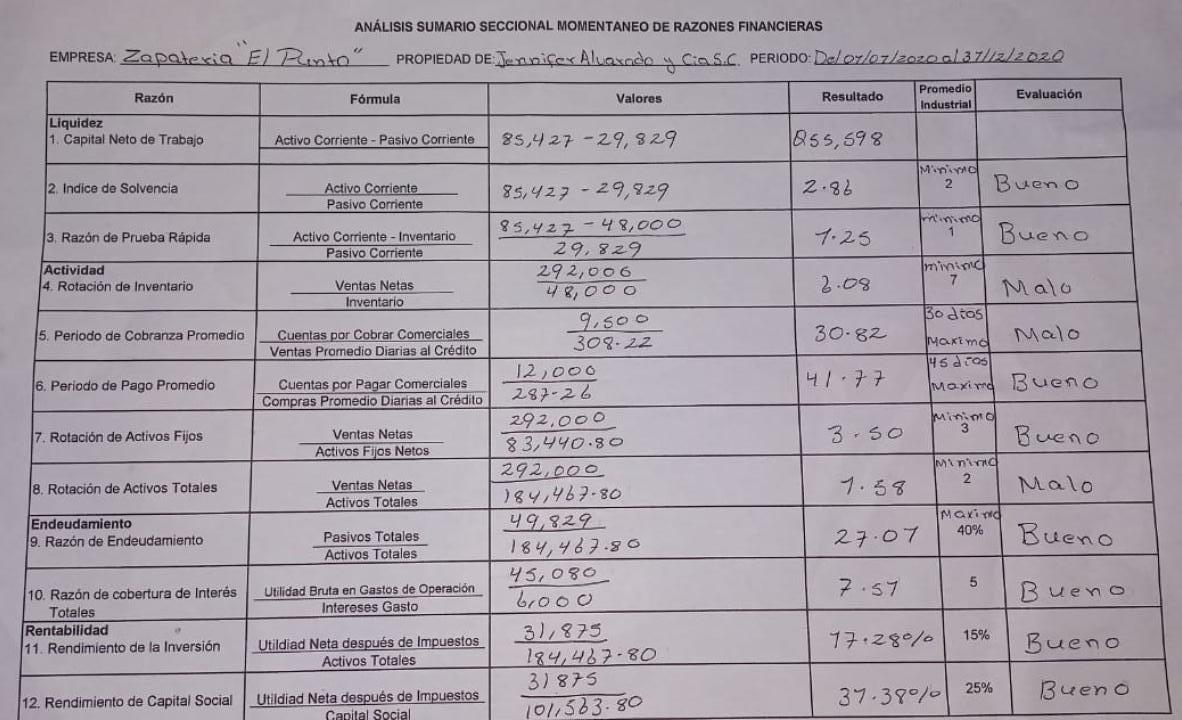 ANÁLISIS SUMARIO SECCIONAL MOMENTANEO DE RAZONES FINANCIERAS
EMPRESA: Zapateria "El Punto" PROPIEDAD DE: Jennifer Alvarado y Cia S.C. PERIODO: Del 01/07/2020 al 31/12/2020
Razón Fórmula Valores Resultado Promedio Industrial Evaluación
Liquidez
1. Capital Neto de Trabajo Activo Corriente - Pasivo Corriente 85,427 - 29,829 Q55,598
2. Indice de Solvencia Activo Corriente 85,427 - 29,829 2.86 Minimo 2 Bueno
Pasivo Corriente
3. Razón de Prueba Rápida Activo Corriente - Inventario 85,427 - 48,000 1.25 minimo 1 Bueno
Pasivo Corriente 29,829
Actividad
4. Rotación de Inventario Ventas Netas 292,006 6.08 minimo 7 Malo
Inventario 48,000
5. Periodo de Cobranza Promedio Cuentas por Cobrar Comerciales 9,500 30.82 30 dias Maximo Malo
Ventas Promedio Diarias al Crédito 308.22
6. Periodo de Pago Promedio Cuentas por Pagar Comerciales 12,000 41.77 45 dias Maximo Bueno
Compras Promedio Diarias al Crédito 287.26
7. Rotación de Activos Fijos Ventas Netas 292,000 3.50 Minimo 3 Bueno
Activos Fijos Netos 83,440.80
8. Rotación de Activos Totales Ventas Netas 292,000 1.58 Minimo 2 Malo
Activos Totales 184,467.80
Endeudamiento
9. Razón de Endeudamiento Pasivos Totales 49,829 27.01 Maximo 40% Bueno
Activos Totales 184,467.80
10. Razón de cobertura de Interés Utilidad Bruta en Gastos de Operación 45,080 7.51 5 Bueno
Totales Intereses Gasto 6,000
Rentabilidad
11. Rendimiento de la Inversión Utildiad Neta después de Impuestos 31,875 17.28% 15% Bueno
Activos Totales 184,467.80
12. Rendimiento de Capital Social Utildiad Neta después de Impuestos 31875 31.38% 25% Bueno
Capital Social 101,563.80